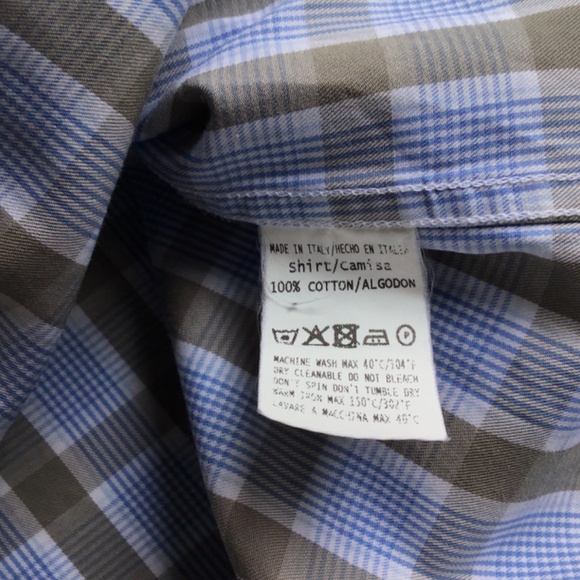 MADE IN ITALY/HECHO EN ITALIA
Shirt/Camisa
100% COTTON/ALGODON
P
MACHINE WASH MAX 40°C/104°F
DRY CLEANABLE DO NOT BLEACH
DON'T SPIN DON'T TUMBLE DRY
WARM IRON MAX 150°C/302°F
LAVARE A MACCHINA MAX 40°C